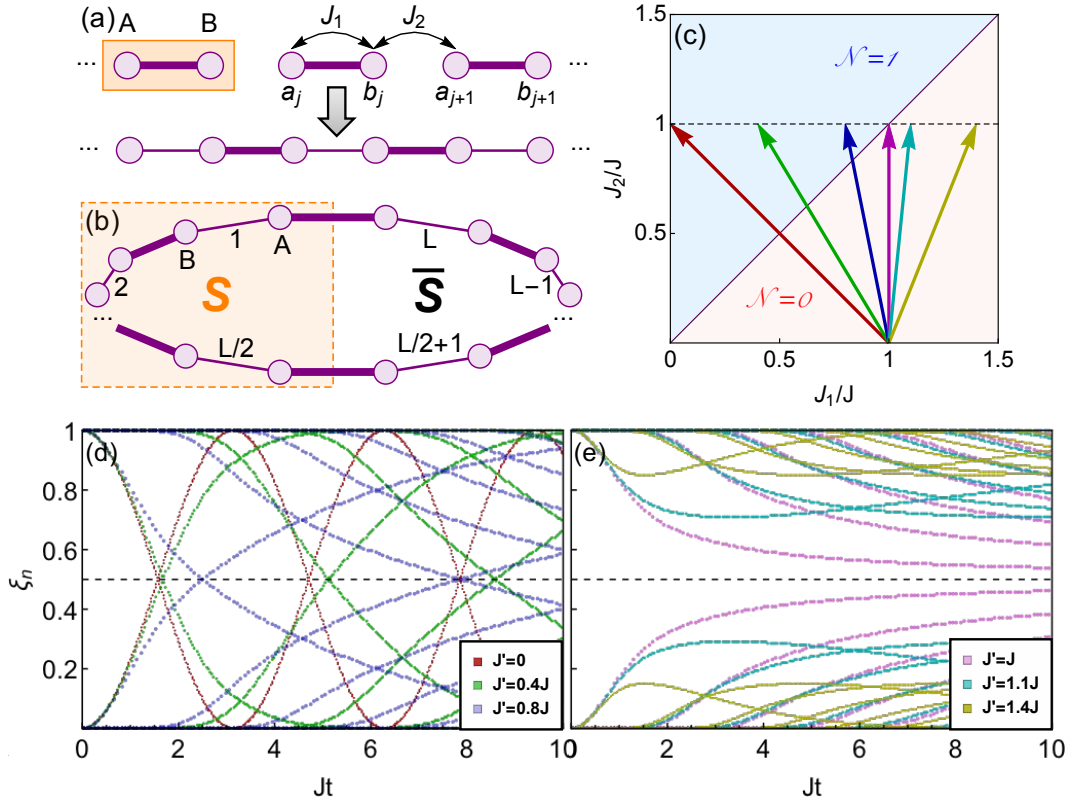 (a)
A B
J₁ J₂
... ... ...
aⱼ bⱼ aⱼ₊₁ bⱼ₊₁
... ...
(b)
1 A L
B
2 S S̅ L−1
... ...
L/2 L/2+1
(c)
1.5
𝒩=1
1
J₂/J
0.5
𝒩=0
0 0.5 1 1.5
J₁/J
(d)
1
0.8
0.6
ξₙ
0.4
0.2
J'=0
J'=0.4J
J'=0.8J
0 2 4 6 8 10
Jt
(e)
J'=J
J'=1.1J
J'=1.4J
2 4 6 8 10
Jt